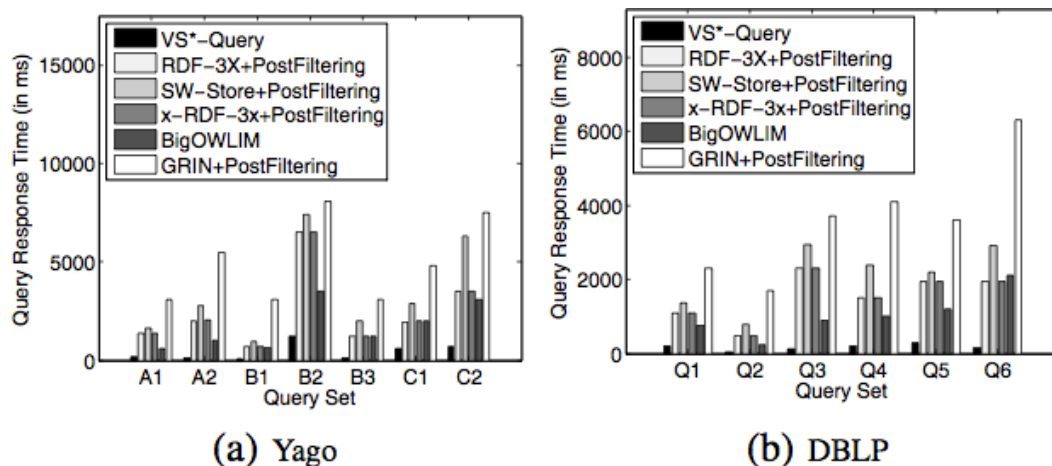 Query Response Time (in ms)
15000
10000
5000
0
VS*-Query
RDF-3X+PostFiltering
SW-Store+PostFiltering
x-RDF-3x+PostFiltering
BigOWLIM
GRIN+PostFiltering
A1 A2 B1 B2 B3 C1 C2
Query Set
(a) Yago
Query Response Time (in ms)
8000
6000
4000
2000
0
VS*-Query
RDF-3X+PostFiltering
SW-Store+PostFiltering
x-RDF-3x+PostFiltering
BigOWLIM
GRIN+PostFiltering
Q1 Q2 Q3 Q4 Q5 Q6
Query Set
(b) DBLP